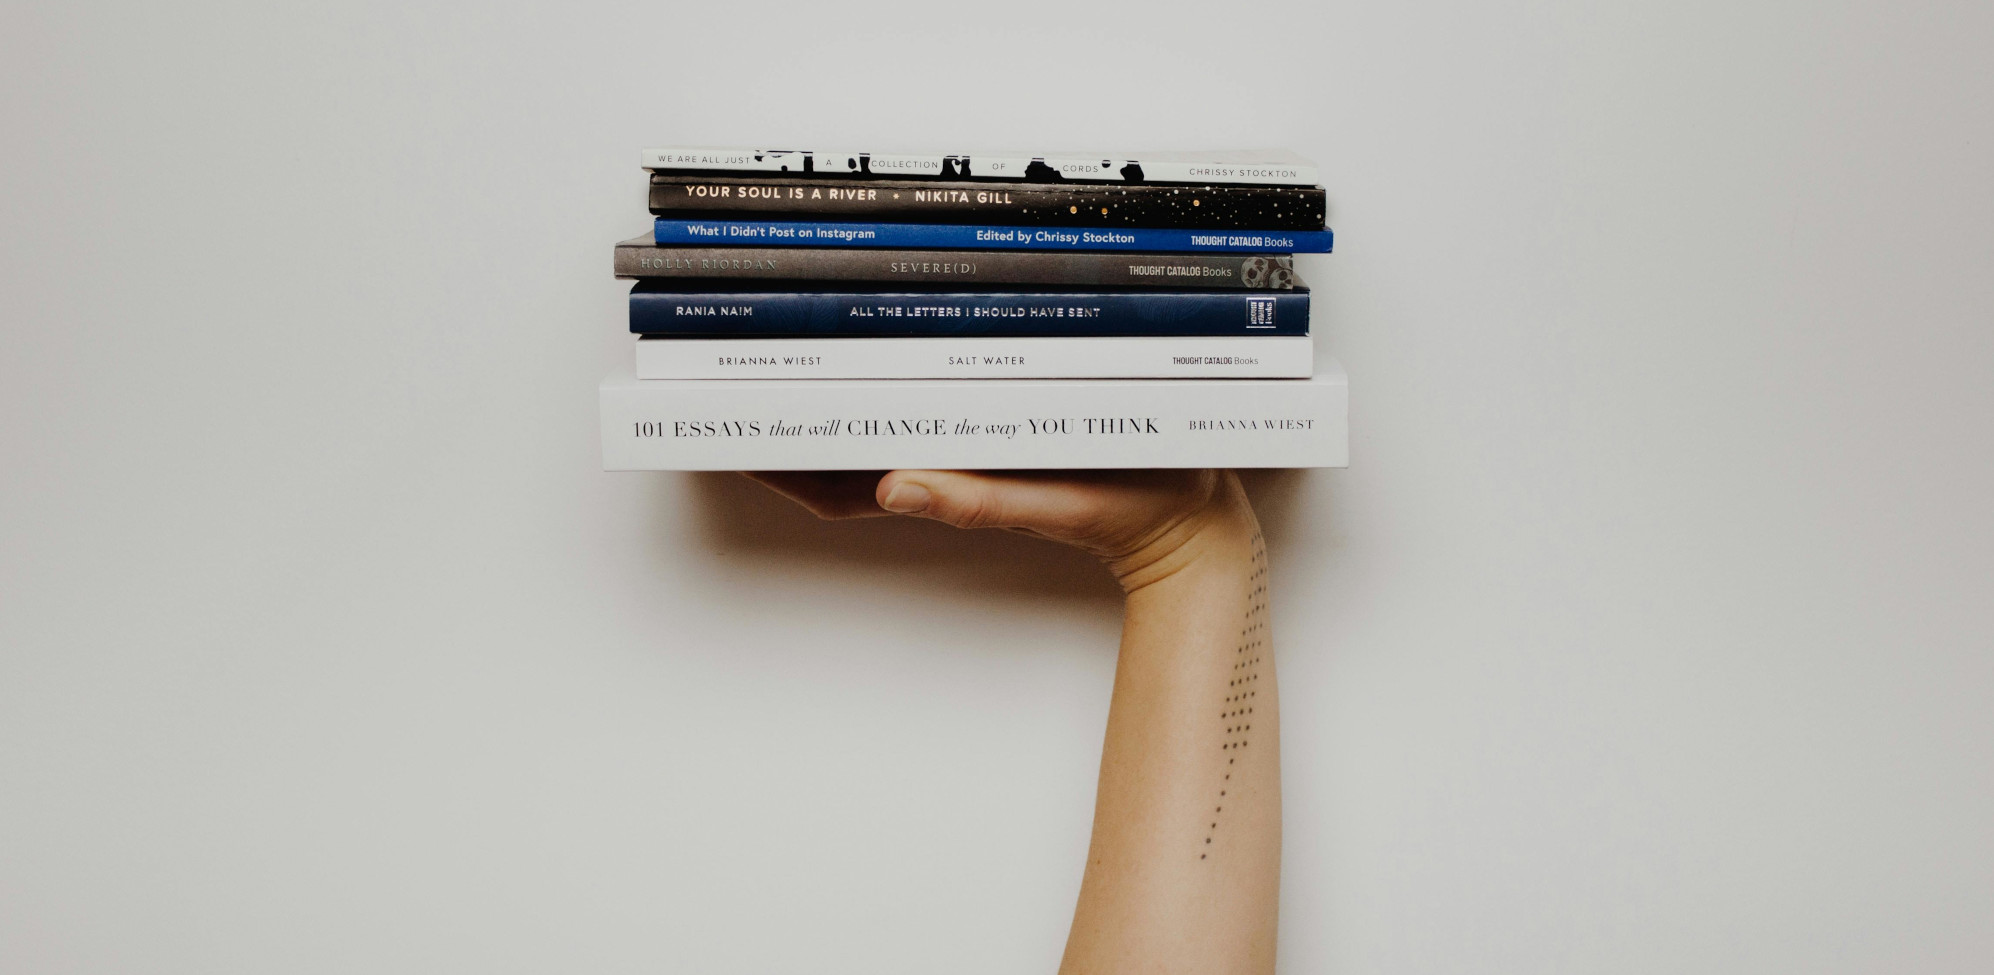 WE ARE ALL JUST A COLLECTION OF CORDS CHRISSY STOCKTON
YOUR SOUL IS A RIVER • NIKITA GILL
What I Didn't Post on Instagram Edited by Chrissy Stockton THOUGHT CATALOG Books
HOLLY RIORDAN SEVERE(D) THOUGHT CATALOG Books
RANIA NAIM ALL THE LETTERS I SHOULD HAVE SENT THOUGHT CATALOG Books
BRIANNA WIEST SALT WATER THOUGHT CATALOG Books
101 ESSAYS that will CHANGE the way YOU THINK BRIANNA WIEST